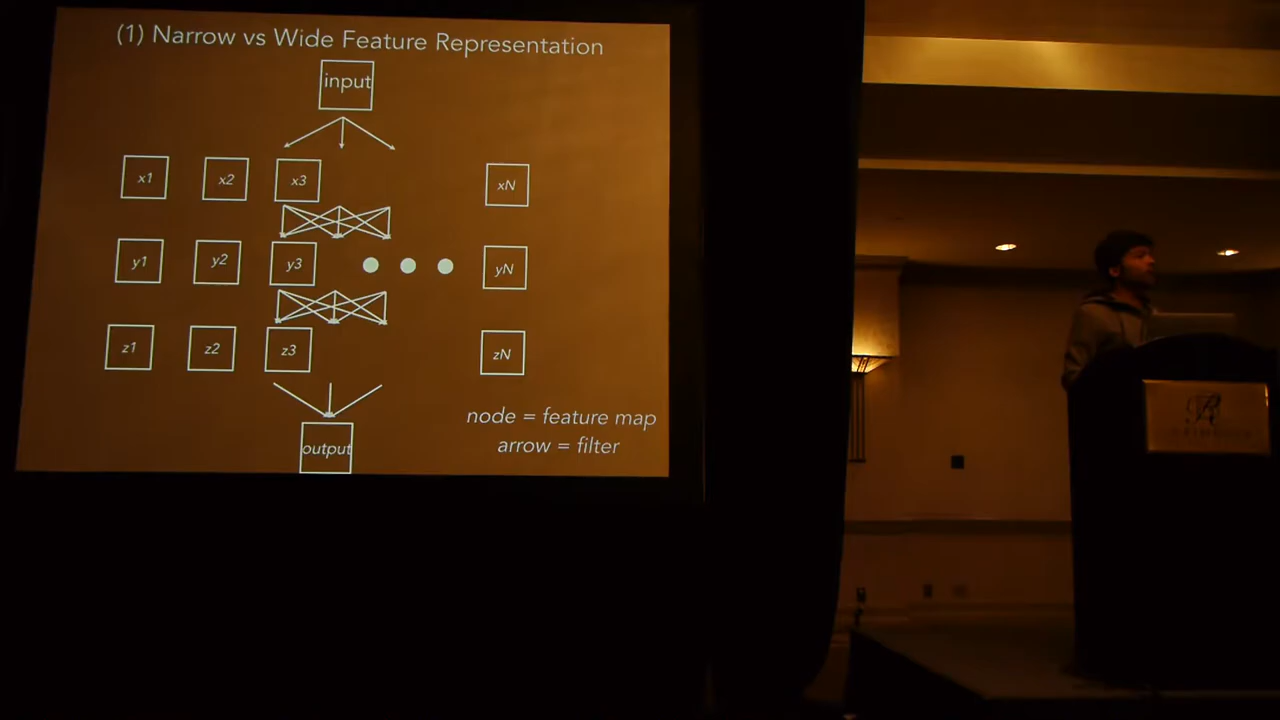 (1) Narrow vs Wide Feature Representation
input
x1 x2 x3 xN
y1 y2 y3 yN
z1 z2 z3 zN
node = feature map
arrow = filter
output